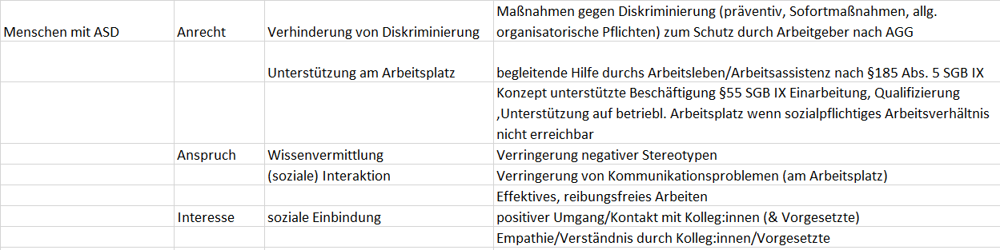 Maßnahmen gegen Diskriminierung (präventiv, Sofortmaßnahmen, allg.
Menschen mit ASD Anrecht Verhinderung von Diskriminierung organisatorische Pflichten) zum Schutz durch Arbeitgeber nach AGG
Unterstützung am Arbeitsplatz begleitende Hilfe durchs Arbeitsleben/Arbeitsassistenz nach §185 Abs. 5 SGB IX
Konzept unterstützte Beschäftigung §55 SGB IX Einarbeitung, Qualifizierung
,Unterstützung auf betriebl. Arbeitsplatz wenn sozialpflichtiges Arbeitsverhältnis
nicht erreichbar
Anspruch Wissenvermittlung Verringerung negativer Stereotypen
(soziale) Interaktion Verringerung von Kommunikationsproblemen (am Arbeitsplatz)
Effektives, reibungsfreies Arbeiten
Interesse soziale Einbindung positiver Umgang/Kontakt mit Kolleg:innen (& Vorgesetzte)
Empathie/Verständnis durch Kolleg:innen/Vorgesetzte